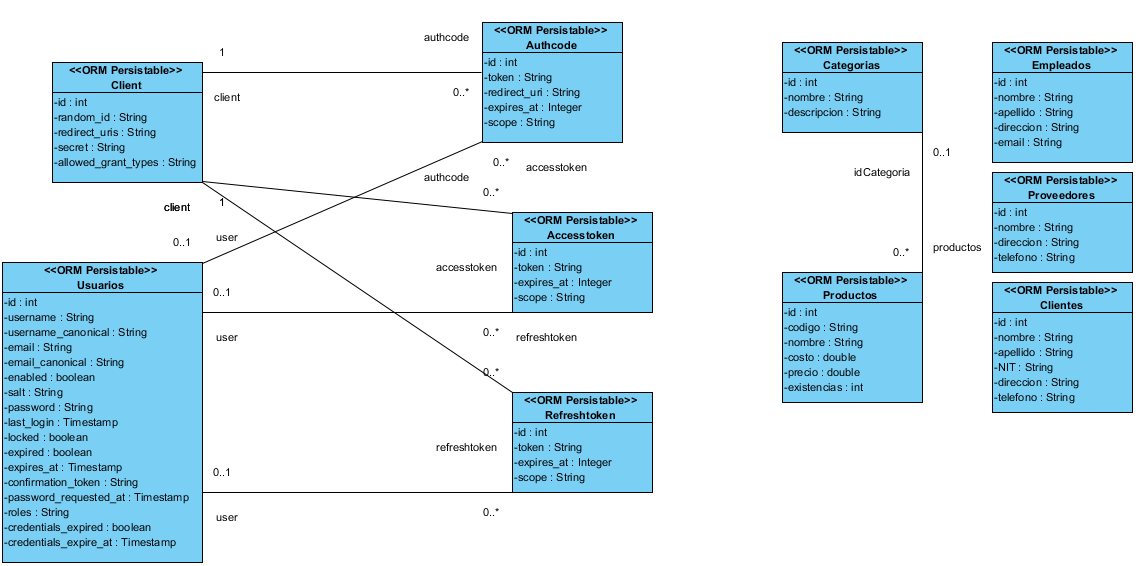 <<ORM Persistable>>
Client
-id : int
-random_id : String
-redirect_uris : String
-secret : String
-allowed_grant_types : String
1
client
authcode
0..*
<<ORM Persistable>>
Authcode
-id : int
-token : String
-redirect_uri : String
-expires_at : Integer
-scope : String
0..*
accesstoken
authcode
0..*
client
1
0..1
user
<<ORM Persistable>>
Accesstoken
-id : int
-token : String
-expires_at : Integer
-scope : String
accesstoken
0..1
user
0..*
refreshtoken
0..*
<<ORM Persistable>>
Usuarios
-id : int
-username : String
-username_canonical : String
-email : String
-email_canonical : String
-enabled : boolean
-salt : String
-password : String
-last_login : Timestamp
-locked : boolean
-expired : boolean
-expires_at : Timestamp
-confirmation_token : String
-password_requested_at : Timestamp
-roles : String
-credentials_expired : boolean
-credentials_expire_at : Timestamp
<<ORM Persistable>>
Refreshtoken
-id : int
-token : String
-expires_at : Integer
-scope : String
refreshtoken
0..1
user
0..*
<<ORM Persistable>>
Categorias
-id : int
-nombre : String
-descripcion : String
0..1
idCategoria
0..*
productos
<<ORM Persistable>>
Productos
-id : int
-codigo : String
-nombre : String
-costo : double
-precio : double
-existencias : int
<<ORM Persistable>>
Empleados
-id : int
-nombre : String
-apellido : String
-direccion : String
-email : String
<<ORM Persistable>>
Proveedores
-id : int
-nombre : String
-direccion : String
-telefono : String
<<ORM Persistable>>
Clientes
-id : int
-nombre : String
-apellido : String
-NIT : String
-direccion : String
-telefono : String